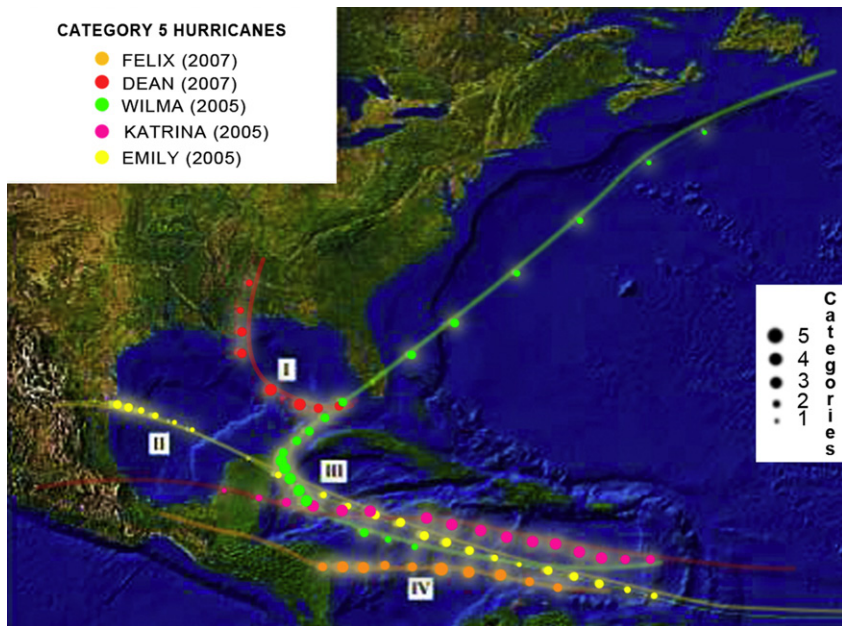 CATEGORY 5 HURRICANES
FELIX (2007)
DEAN (2007)
WILMA (2005)
KATRINA (2005)
EMILY (2005)
I
II
III
IV
Categories
5
4
3
2
1